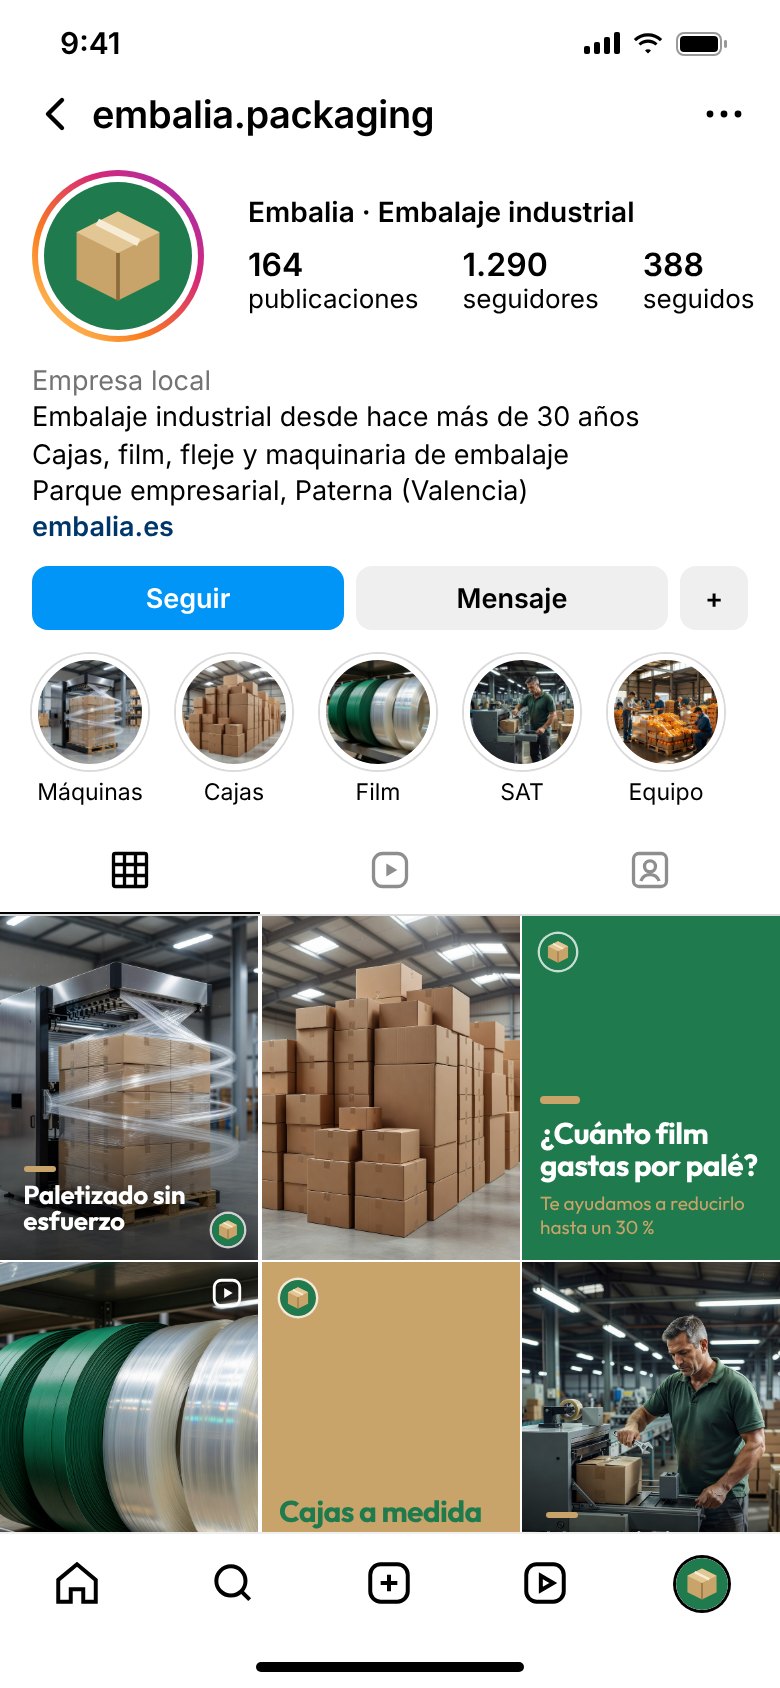 9:41
embalia.packaging
Embalia · Embalaje industrial
164 1.290 388
publicaciones seguidores seguidos
Empresa local
Embalaje industrial desde hace más de 30 años
Cajas, film, fleje y maquinaria de embalaje
Parque empresarial, Paterna (Valencia)
embalia.es
Seguir Mensaje +
Máquinas Cajas Film SAT Equipo
Paletizado sin
esfuerzo
¿Cuánto film
gastas por palé?
Te ayudamos a reducirlo
hasta un 30 %
Cajas a medida